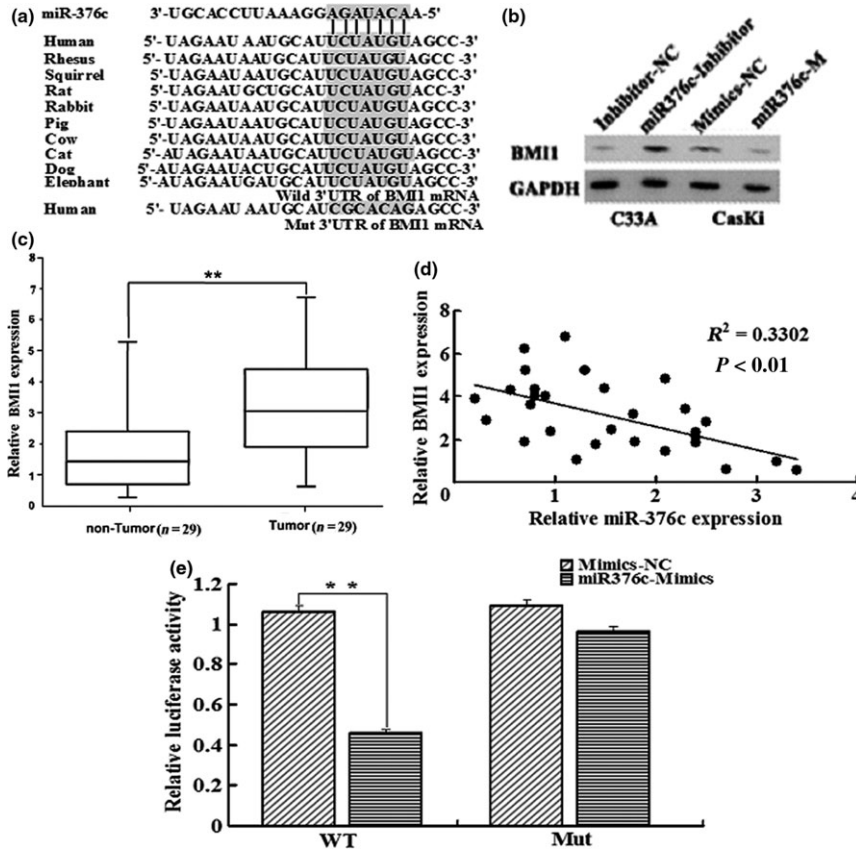 (a)
miR-376c 3'-UGCACCUUAAAGGAGAUACAA-5'
Human 5'- UAGAAU AAUGCAUUCUAUGUAGCC-3'
Rhesus 5'- UAGAAUAAUGCAUUCUAUGUAGCC-3'
Squirrel 5'- UAGAAUAAUGCAUUCUAUGUAGCC-3'
Rat 5'- UAGAAUGCUGCAUUCUAUGUACC-3'
Rabbit 5'- UAGAAUAAUGCAUUCUAUGUAGCC-3'
Pig 5'- UAGAAUAAUGCAUUCUAUGUAGCC-3'
Cow 5'- UAGAAUAAUGCAUUCUAUGUAGCC-3'
Cat 5'- AUAGAAUAAUGCAUUCUAUGUAGCC-3'
Dog 5'- UAGAAUACUGCAUUCUAUGUAGCC-3'
Elephant 5'- UAGAAUGAUGCAUUCUAUGUAGCC-3'
Wild 3'UTR of BMI1 mRNA
Human 5'- UAGAAU AAUGCAUCGCACAGAGCC-3'
Mut 3'UTR of BMI1 mRNA
(b)
Inhibitor-NC
miR376c-Inhibitor
Mimics-NC
miR376c-M
BMI1
GAPDH
C33A CasKi
(c)
Relative BMI1 expression
8
7
6
5
4
3
2
1
0
**
non-Tumor (n = 29) Tumor (n = 29)
(d)
Relative BMI1 expression
8
6
4
2
0 1 2 3 4
R² = 0.3302
P < 0.01
Relative miR-376c expression
(e)
Mimics-NC
miR376c-Mimics
Relative luciferase activity
1.2
1
0.8
0.6
0.4
0.2
0
* *
WT Mut